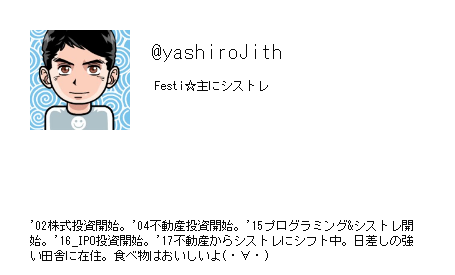 @yashiroJith
Festi☆主にシストレ
'02株式投資開始。'04不動産投資開始。'15プログラミング&シストレ開
始。'16_IPO投資開始。'17不動産からシストレにシフト中。日差しの強
い田舎に在住。食べ物はおいしいよ(・∀・)